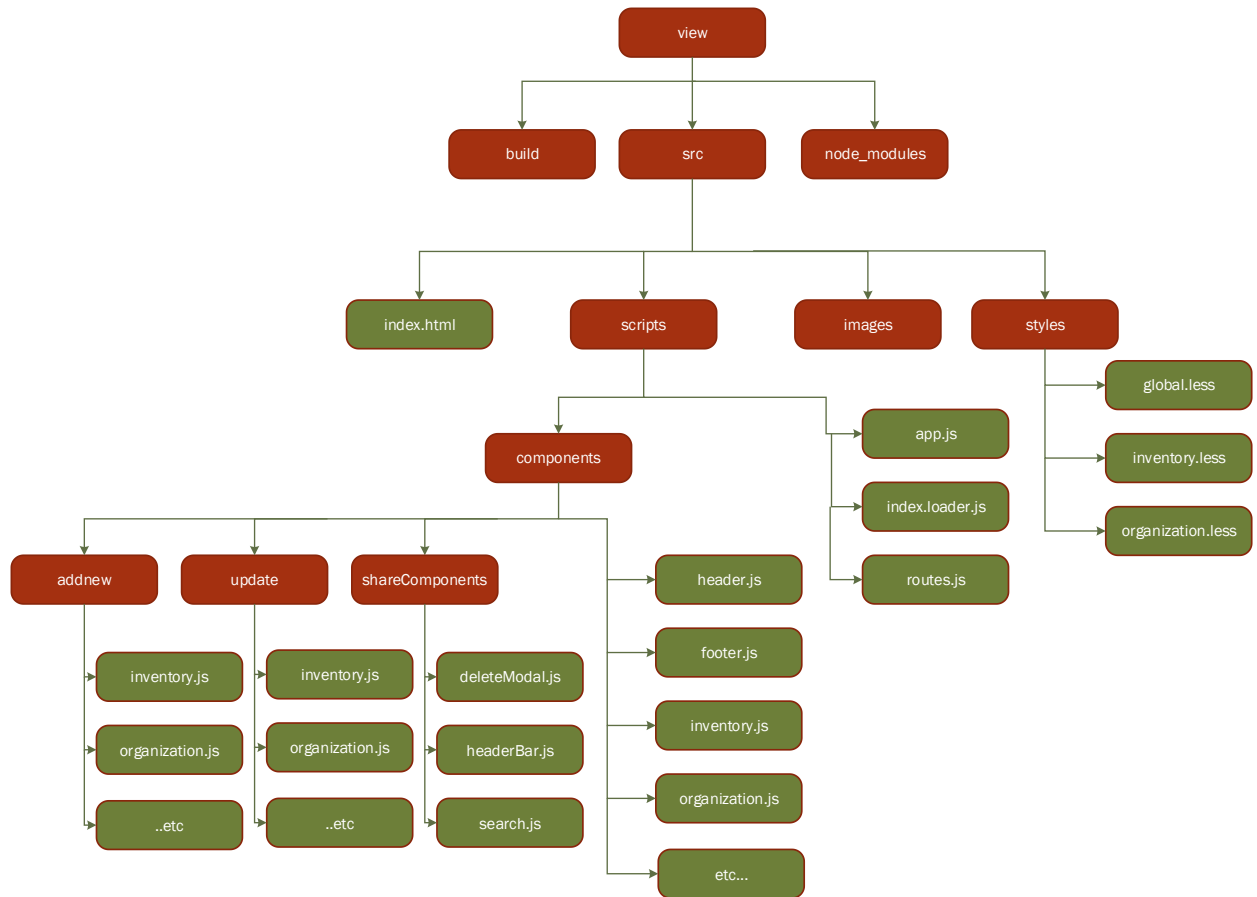 view
build
src
node_modules
index.html
scripts
images
styles
global.less
app.js
inventory.less
components
index.loader.js
organization.less
addnew
update
shareComponents
header.js
routes.js
footer.js
inventory.js
inventory.js
deleteModal.js
inventory.js
organization.js
organization.js
headerBar.js
organization.js
..etc
..etc
search.js
etc...